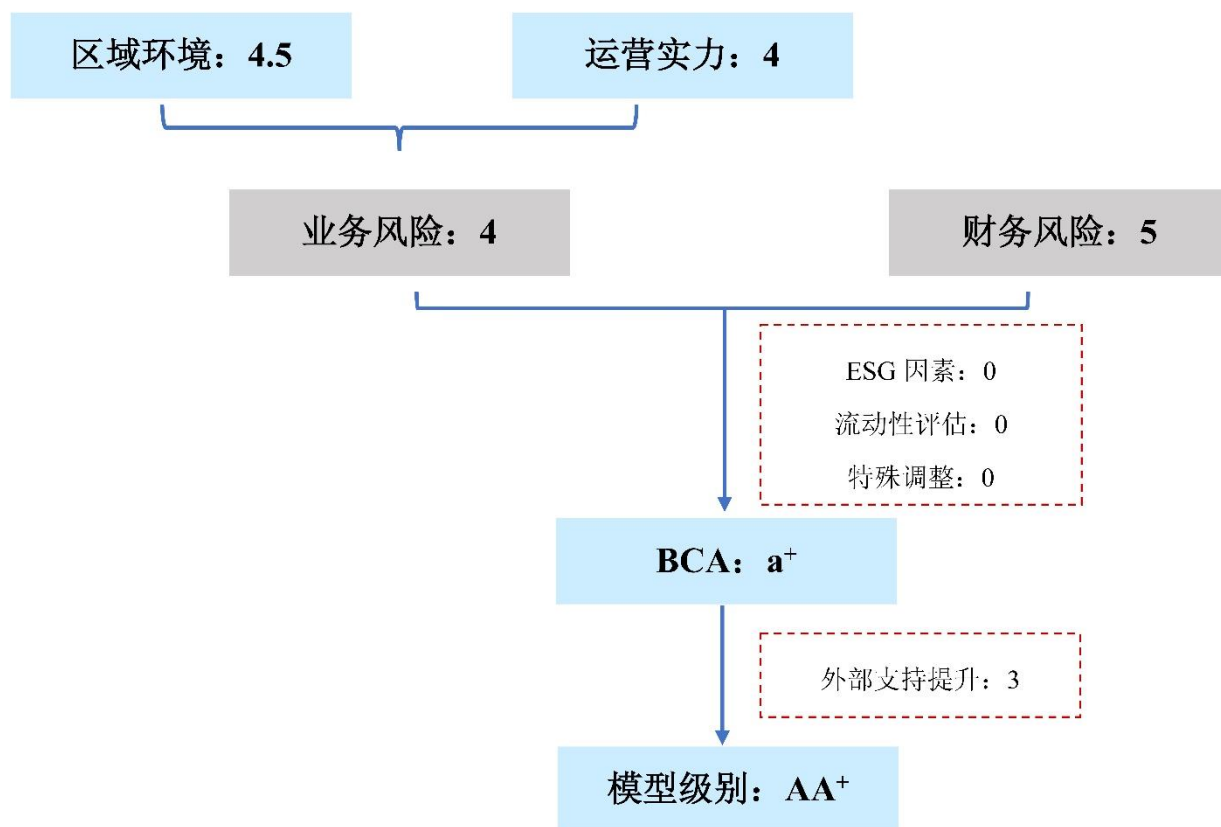 区域环境：4.5
运营实力：4
业务风险：4
财务风险：5
ESG 因素：0
流动性评估：0
特殊调整：0
BCA：a⁺
外部支持提升：3
模型级别：AA⁺